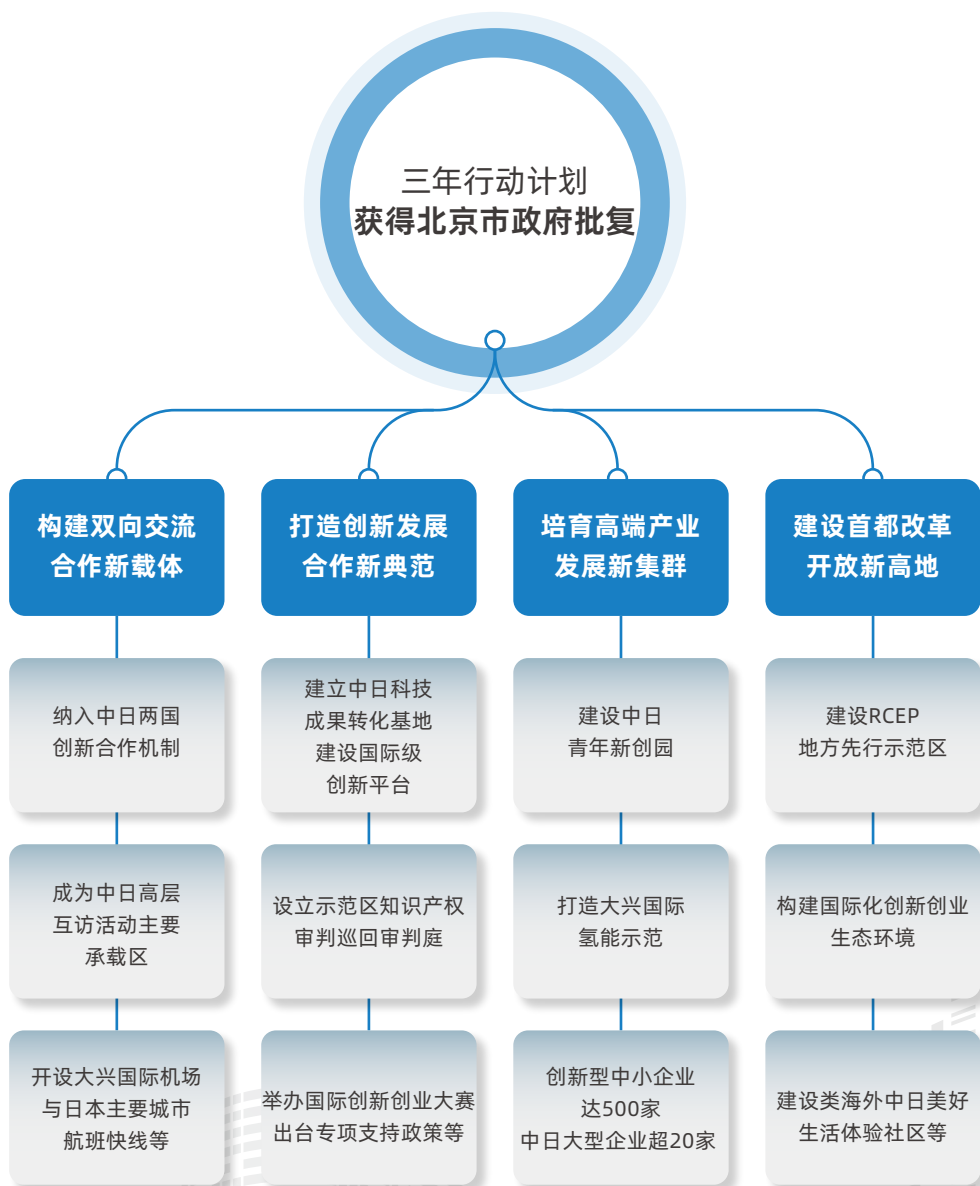 三年行动计划
获得北京市政府批复
构建双向交流
合作新载体
纳入中日两国
创新合作机制
成为中日高层
互访活动主要
承载区
开设大兴国际机场
与日本主要城市
航班快线等
打造创新发展
合作新典范
建立中日科技
成果转化基地
建设国际级
创新平台
设立示范区知识产权
审判巡回审判庭
举办国际创新创业大赛
出台专项支持政策等
培育高端产业
发展新集群
建设中日
青年新创园
打造大兴国际
氢能示范
创新型中小企业
达500家
中日大型企业超20家
建设首都改革
开放新高地
建设RCEP
地方先行示范区
构建国际化创新创业
生态环境
建设类海外中日美好
生活体验社区等